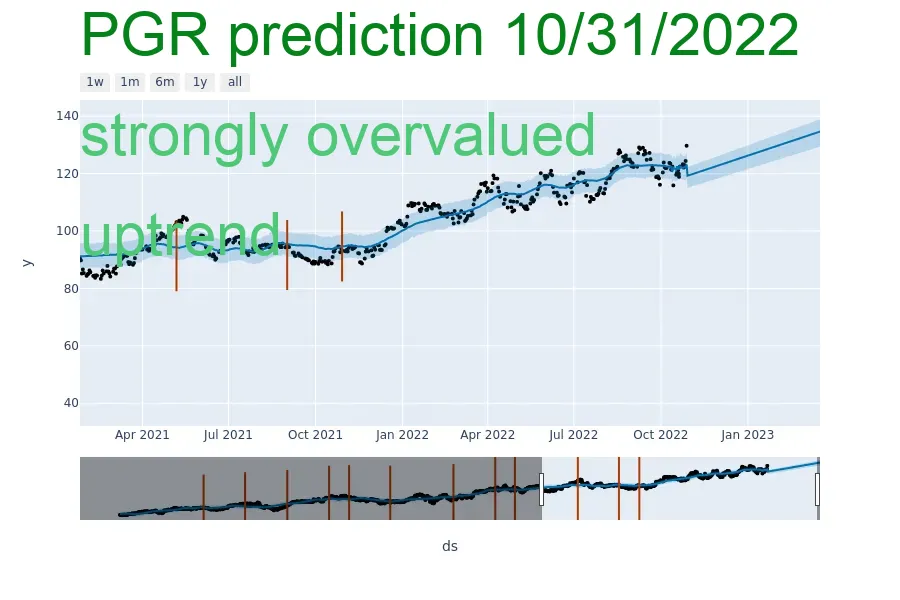 PGR prediction 10/31/2022
1w 1m 6m 1y all
strongly overvalued
uptrend
140
120
100
80
60
40
y
Apr 2021 Jul 2021 Oct 2021 Jan 2022 Apr 2022 Jul 2022 Oct 2022 Jan 2023
ds